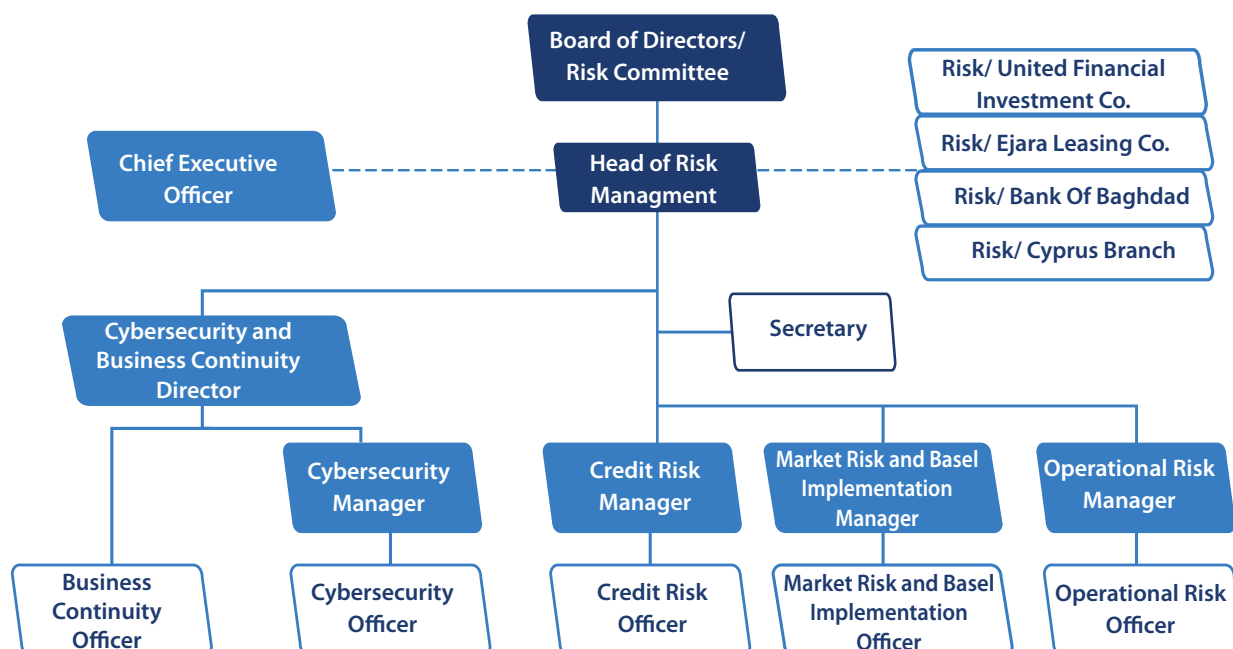 Board of Directors/
Risk Committee
Risk/ United Financial
Investment Co.
Risk/ Ejara Leasing Co.
Risk/ Bank Of Baghdad
Risk/ Cyprus Branch
Chief Executive
Officer
Head of Risk
Managment
Secretary
Cybersecurity and
Business Continuity
Director
Cybersecurity
Manager
Credit Risk
Manager
Market Risk and Basel
Implementation
Manager
Operational Risk
Manager
Business
Continuity
Officer
Cybersecurity
Officer
Credit Risk
Officer
Market Risk and Basel
Implementation
Officer
Operational Risk
Officer